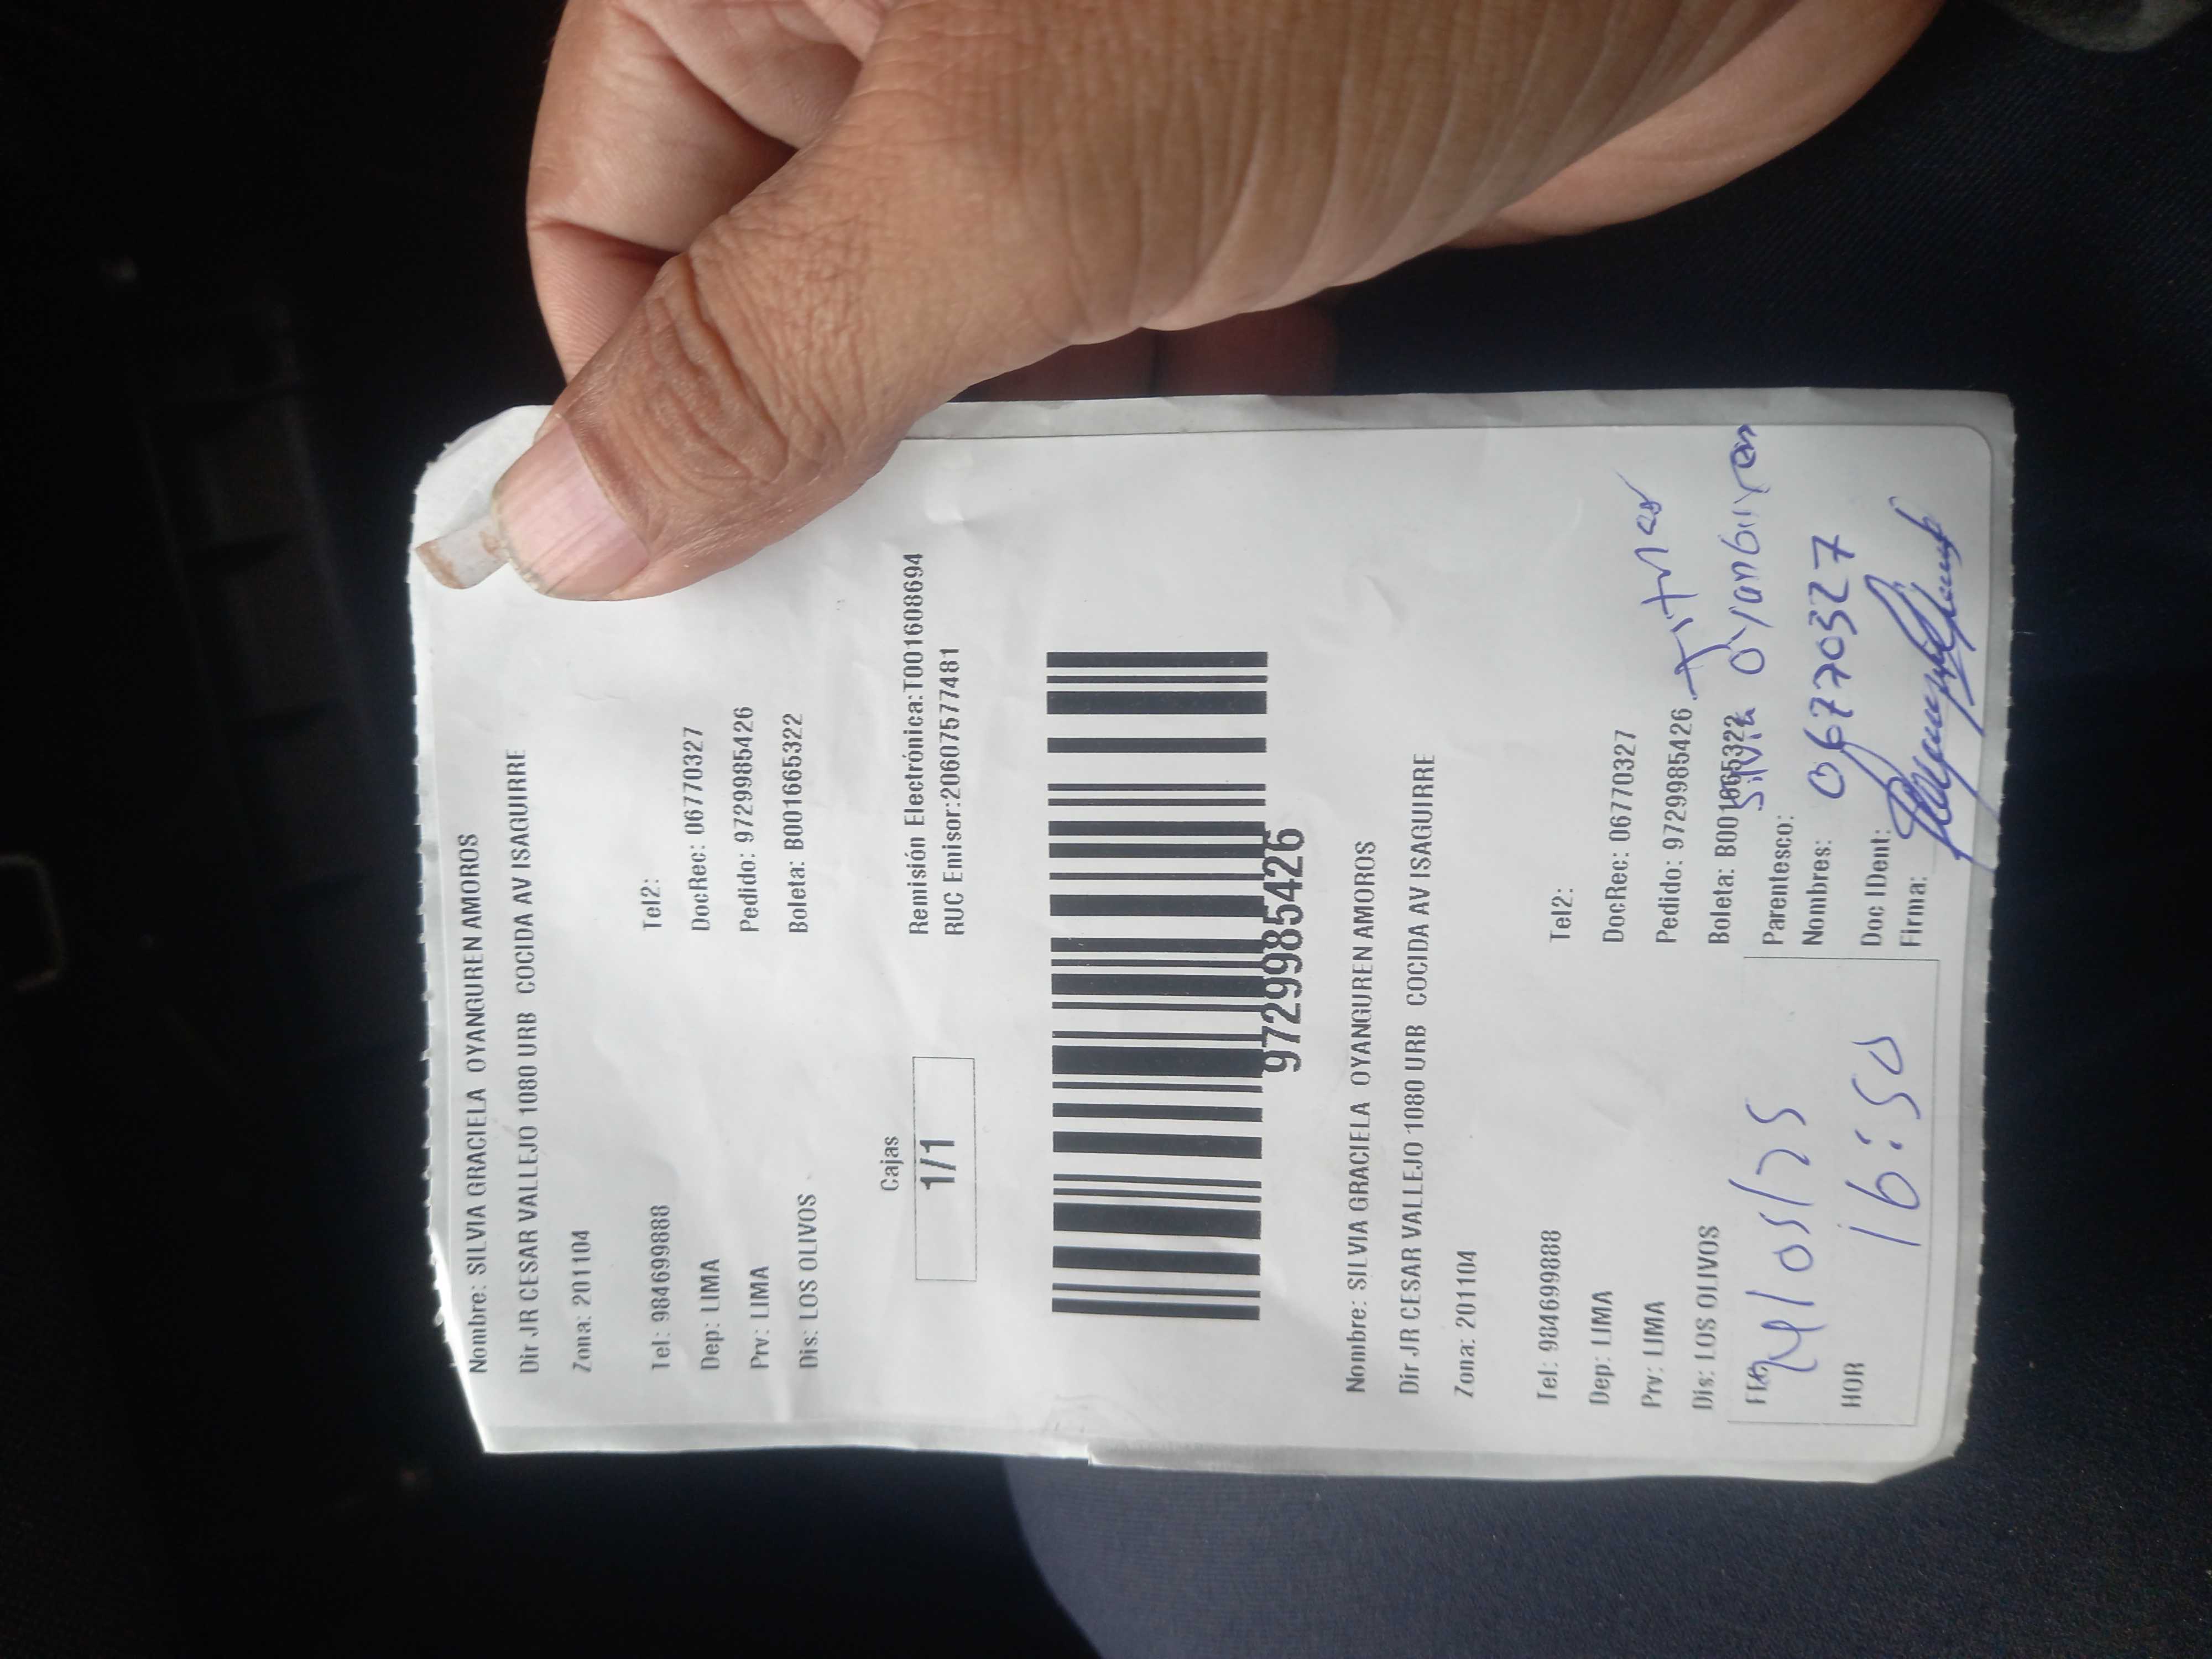 Nombre: SILVIA GRACIELA OYANGUREN AMOROS
Dir JR CESAR VALLEJO 1080 URB COCIDA AV ISAGUIRRE
Zona: 201104
Tel: 984699888 Tel2:
Dep: LIMA DocRec: 06770327
Prv: LIMA Pedido: 9729985426
Dis: LOS OLIVOS Boleta: B001665322
Cajas
1/1
Remisión Electrónica:T001608694
RUC Emisor:20607577481
9729985426
Nombre: SILVIA GRACIELA OYANGUREN AMOROS
Dir JR CESAR VALLEJO 1080 URB COCIDA AV ISAGUIRRE
Zona: 201104
Tel: 984699888 Tel2:
Dep: LIMA DocRec: 06770327
Prv: LIMA Pedido: 9729985426
Dis: LOS OLIVOS Boleta: B001665322
Parentesco:
Silvia Oyanguren
Nombres:
06770327
Doc IDent:
Firma:
HOR 16:50